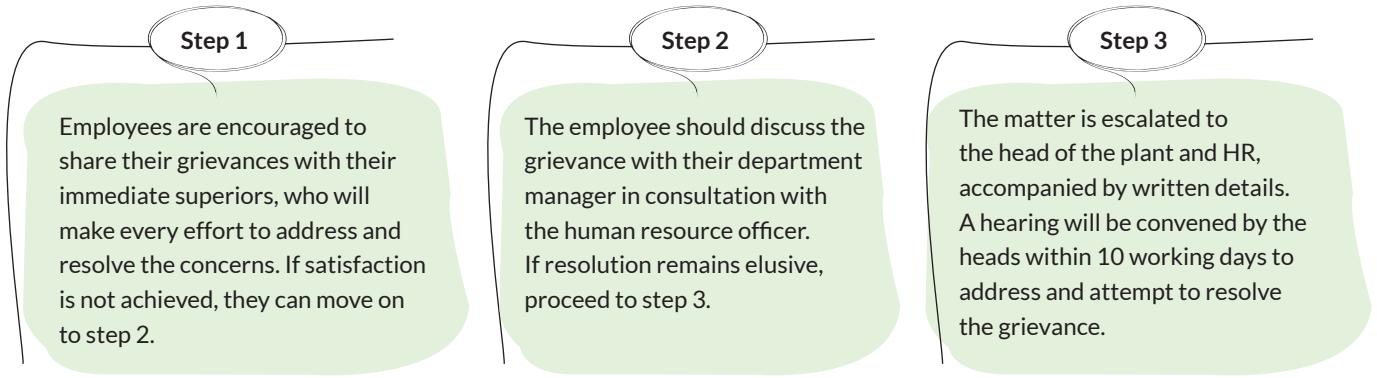 Step 1
Employees are encouraged to
share their grievances with their
immediate superiors, who will
make every effort to address and
resolve the concerns. If satisfaction
is not achieved, they can move on
to step 2.
Step 2
The employee should discuss the
grievance with their department
manager in consultation with
the human resource officer.
If resolution remains elusive,
proceed to step 3.
Step 3
The matter is escalated to
the head of the plant and HR,
accompanied by written details.
A hearing will be convened by the
heads within 10 working days to
address and attempt to resolve
the grievance.